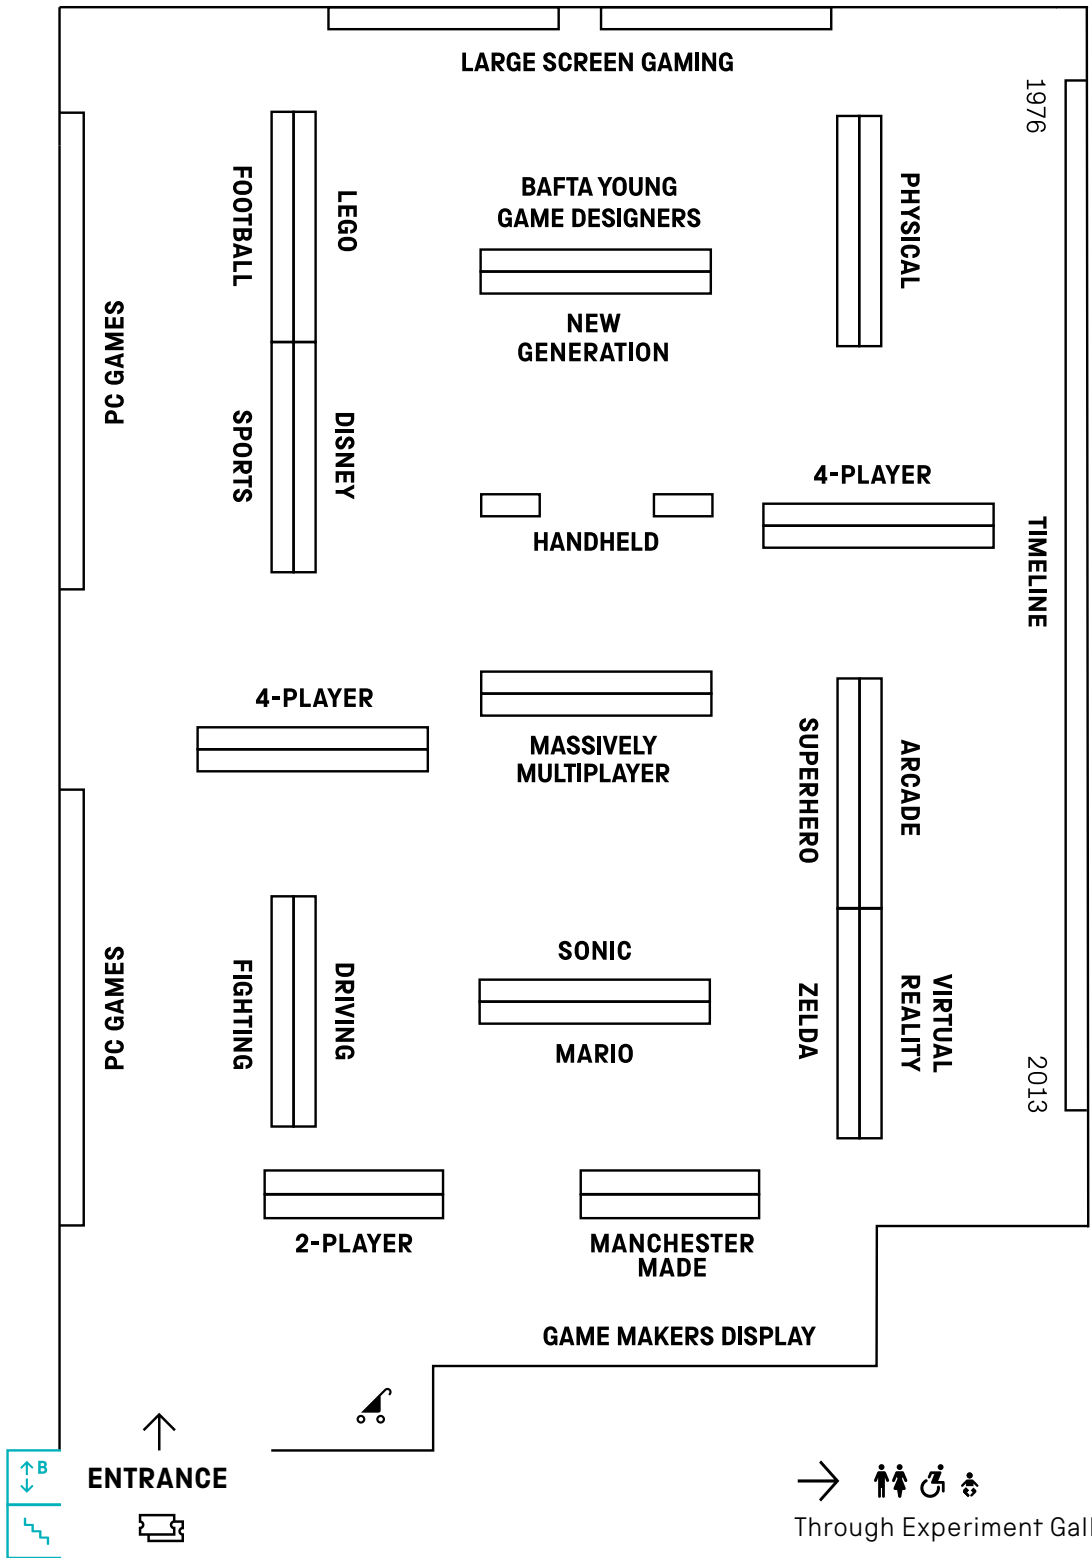 LARGE SCREEN GAMING
1976
FOOTBALL
LEGO
BAFTA YOUNG
GAME DESIGNERS
PHYSICAL
NEW
GENERATION
PC GAMES
SPORTS
DISNEY
4-PLAYER
HANDHELD
TIMELINE
4-PLAYER
MASSIVELY
MULTIPLAYER
SUPERHERO
ARCADE
PC GAMES
FIGHTING
DRIVING
SONIC
MARIO
ZELDA
VIRTUAL
REALITY
2013
2-PLAYER
MANCHESTER
MADE
GAME MAKERS DISPLAY
B
ENTRANCE
Through Experiment Gall